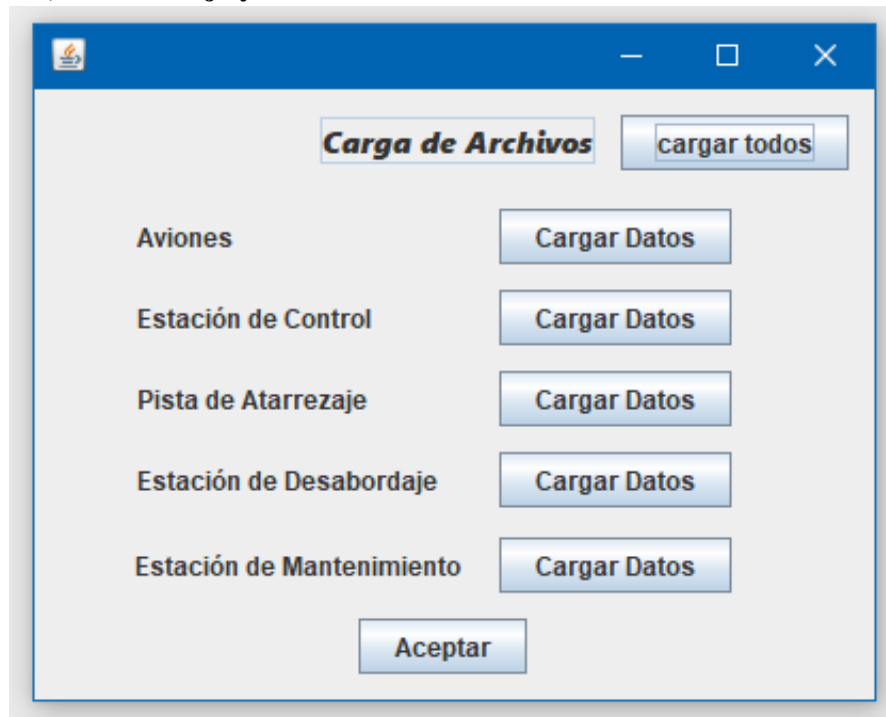 Carga de Archivos cargar todos
Aviones Cargar Datos
Estación de Control Cargar Datos
Pista de Atarrezaje Cargar Datos
Estación de Desabordaje Cargar Datos
Estación de Mantenimiento Cargar Datos
Aceptar